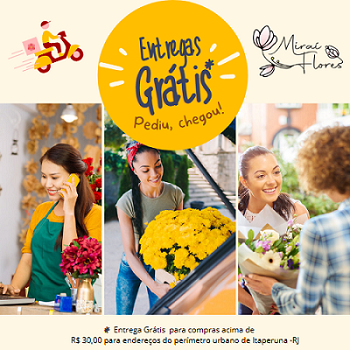 Entregas
Grátis*
Pediu, chegou!
Mirai
Flores
* Entrega Grátis para compras acima de
R$ 30,00 para endereços do perímetro urbano de Itaperuna -RJ